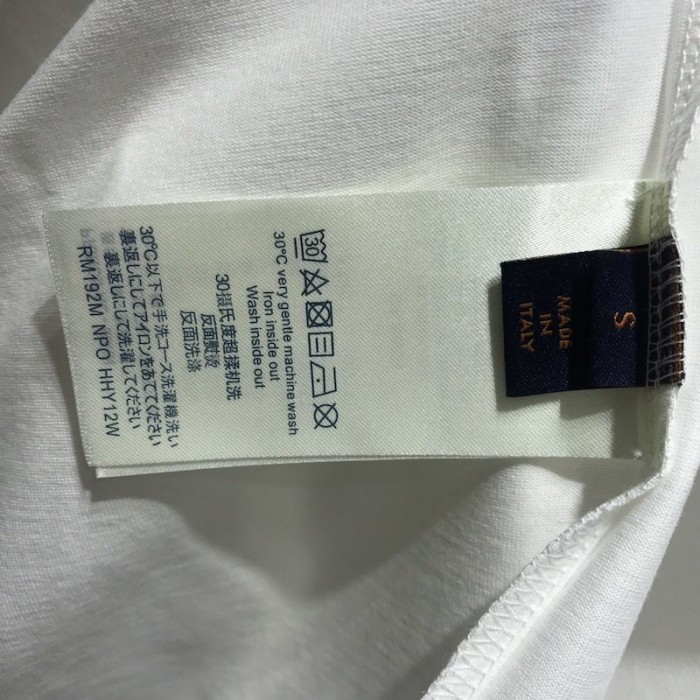 30
30°C very gentle machine wash
Iron inside out
Wash inside out
30摄氏度超揉机洗
反面熨烫
反面洗涤
30℃以下で手洗コース洗濯機洗い
裏返しにしてアイロンをあててください
裏返しにして洗濯してください
RM192M NPO HHY12W
S
MADE
IN
ITALY